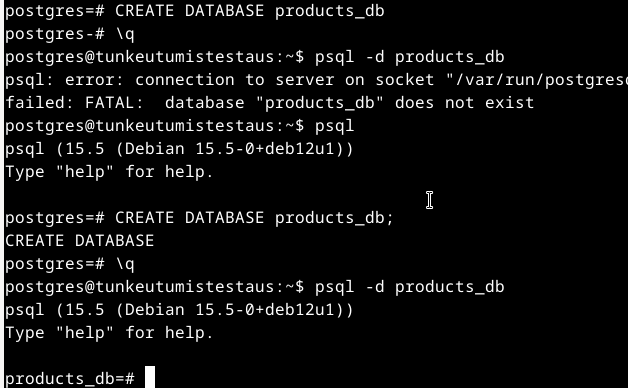 postgres=# CREATE DATABASE products_db
postgres-# \q
postgres@tunkeutumistestaus:~$ psql -d products_db
psql: error: connection to server on socket "/var/run/postgres
failed: FATAL:  database "products_db" does not exist
postgres@tunkeutumistestaus:~$ psql
psql (15.5 (Debian 15.5-0+deb12u1))
Type "help" for help.
postgres=# CREATE DATABASE products_db;
CREATE DATABASE
postgres=# \q
postgres@tunkeutumistestaus:~$ psql -d products_db
psql (15.5 (Debian 15.5-0+deb12u1))
Type "help" for help.
products_db=#